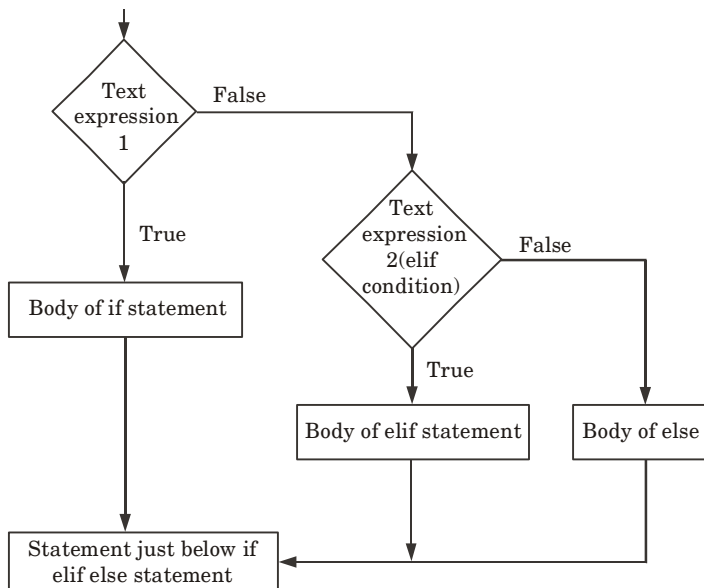 Text
expression
1
False
True
Text
expression
2(elif
condition)
False
True
Body of if statement
Body of elif statement
Body of else
Statement just below if
elif else statement